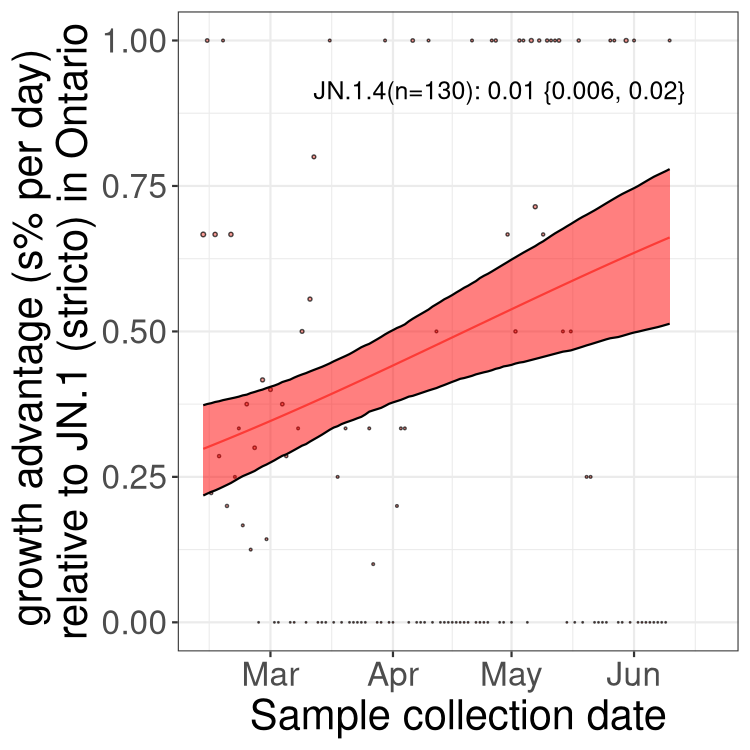 growth advantage (s% per day)
relative to JN.1 (stricto) in Ontario
1.00
0.75
0.50
0.25
0.00
JN.1.4(n=130): 0.01 {0.006, 0.02}
Mar Apr May Jun
Sample collection date